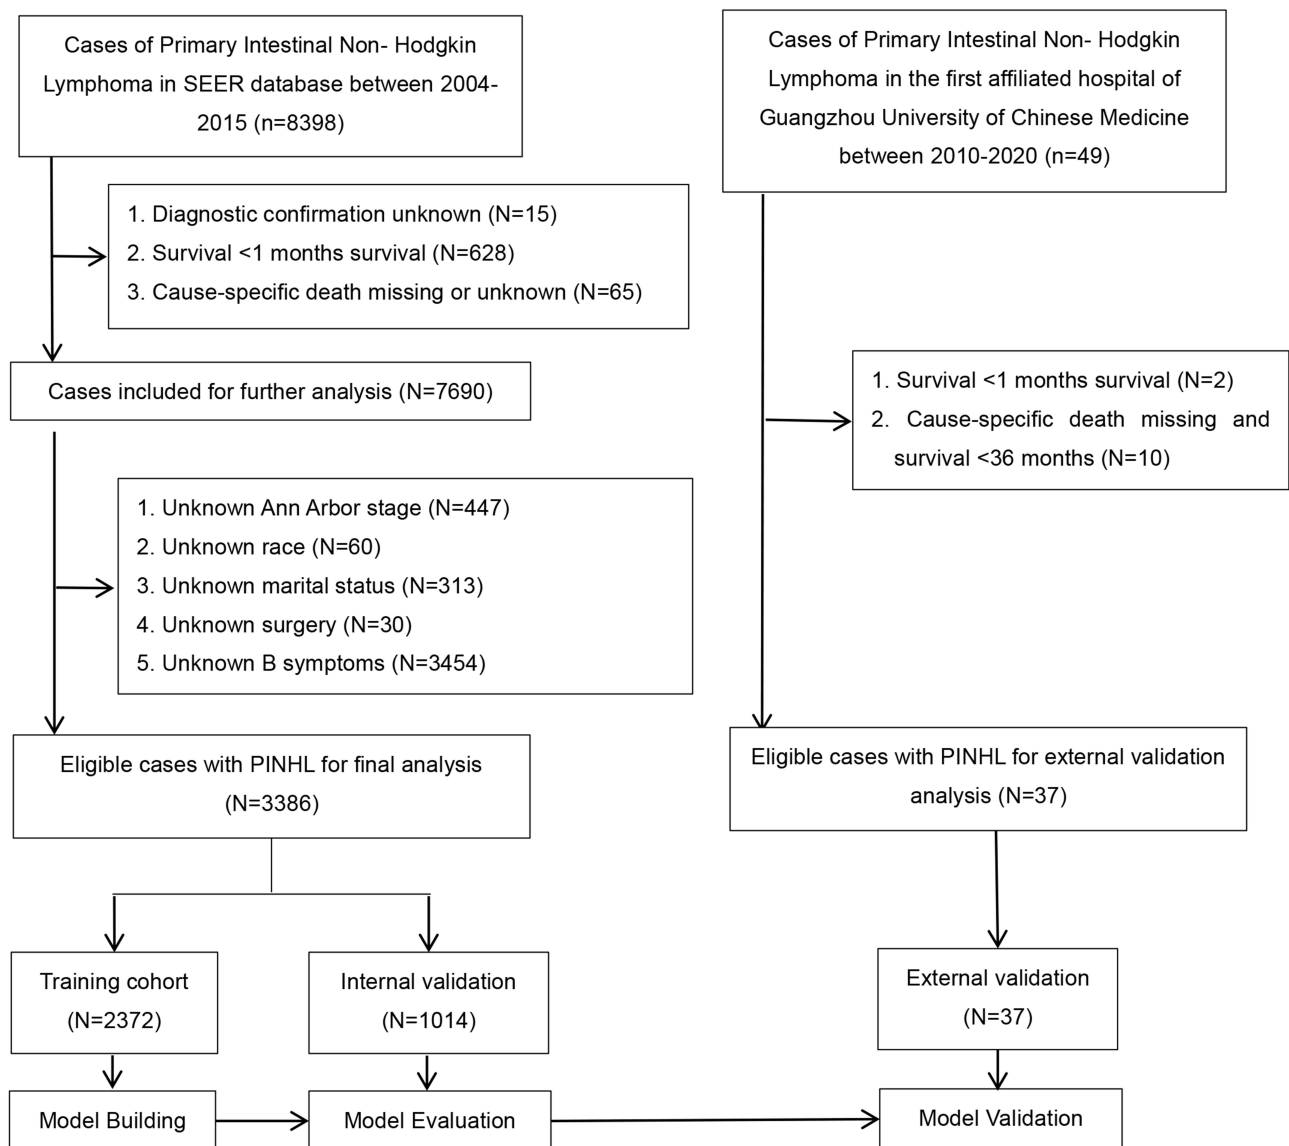 Cases of Primary Intestinal Non- Hodgkin
Lymphoma in SEER database between 2004-
2015 (n=8398)
1. Diagnostic confirmation unknown (N=15)
2. Survival <1 months survival (N=628)
3. Cause-specific death missing or unknown (N=65)
Cases included for further analysis (N=7690)
1. Unknown Ann Arbor stage (N=447)
2. Unknown race (N=60)
3. Unknown marital status (N=313)
4. Unknown surgery (N=30)
5. Unknown B symptoms (N=3454)
Eligible cases with PINHL for final analysis
(N=3386)
Training cohort
(N=2372)
Internal validation
(N=1014)
Model Building
Model Evaluation
Cases of Primary Intestinal Non- Hodgkin
Lymphoma in the first affiliated hospital of
Guangzhou University of Chinese Medicine
between 2010-2020 (n=49)
1. Survival <1 months survival (N=2)
2. Cause-specific death missing and
survival <36 months (N=10)
Eligible cases with PINHL for external validation
analysis (N=37)
External validation
(N=37)
Model Validation